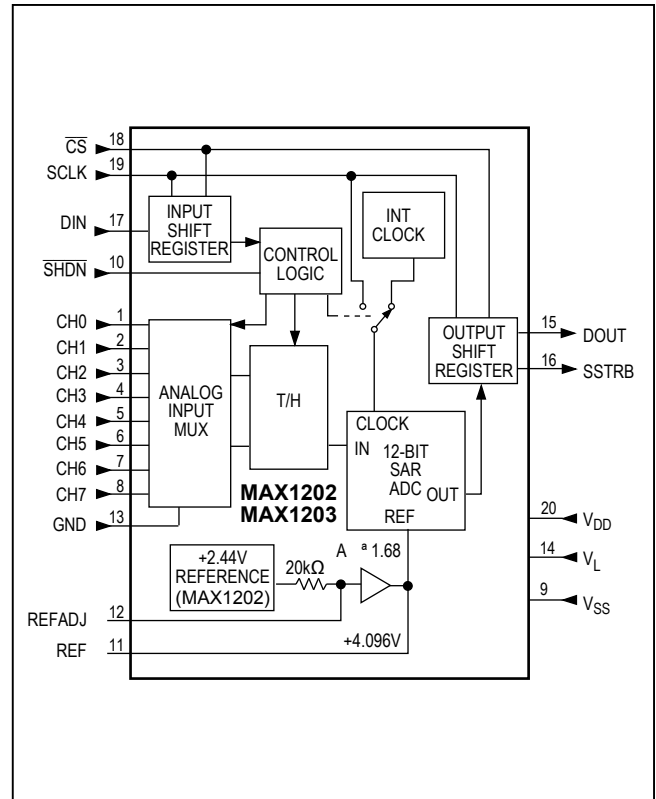 CS 18
SCLK 19
DIN 17
SHDN 10
CH0 1
CH1 2
CH2 3
CH3 4
CH4 5
CH5 6
CH6 7
CH7 8
GND 13
REFADJ 12
REF 11
INPUT
SHIFT
REGISTER
CONTROL
LOGIC
INT
CLOCK
ANALOG
INPUT
MUX
T/H
CLOCK
IN
12-BIT
SAR
ADC
OUT
REF
OUTPUT
SHIFT
REGISTER
MAX1202
MAX1203
+2.44V
REFERENCE
(MAX1202)
20kΩ
A ª 1.68
+4.096V
15 DOUT
16 SSTRB
20 VDD
14 VL
9 VSS